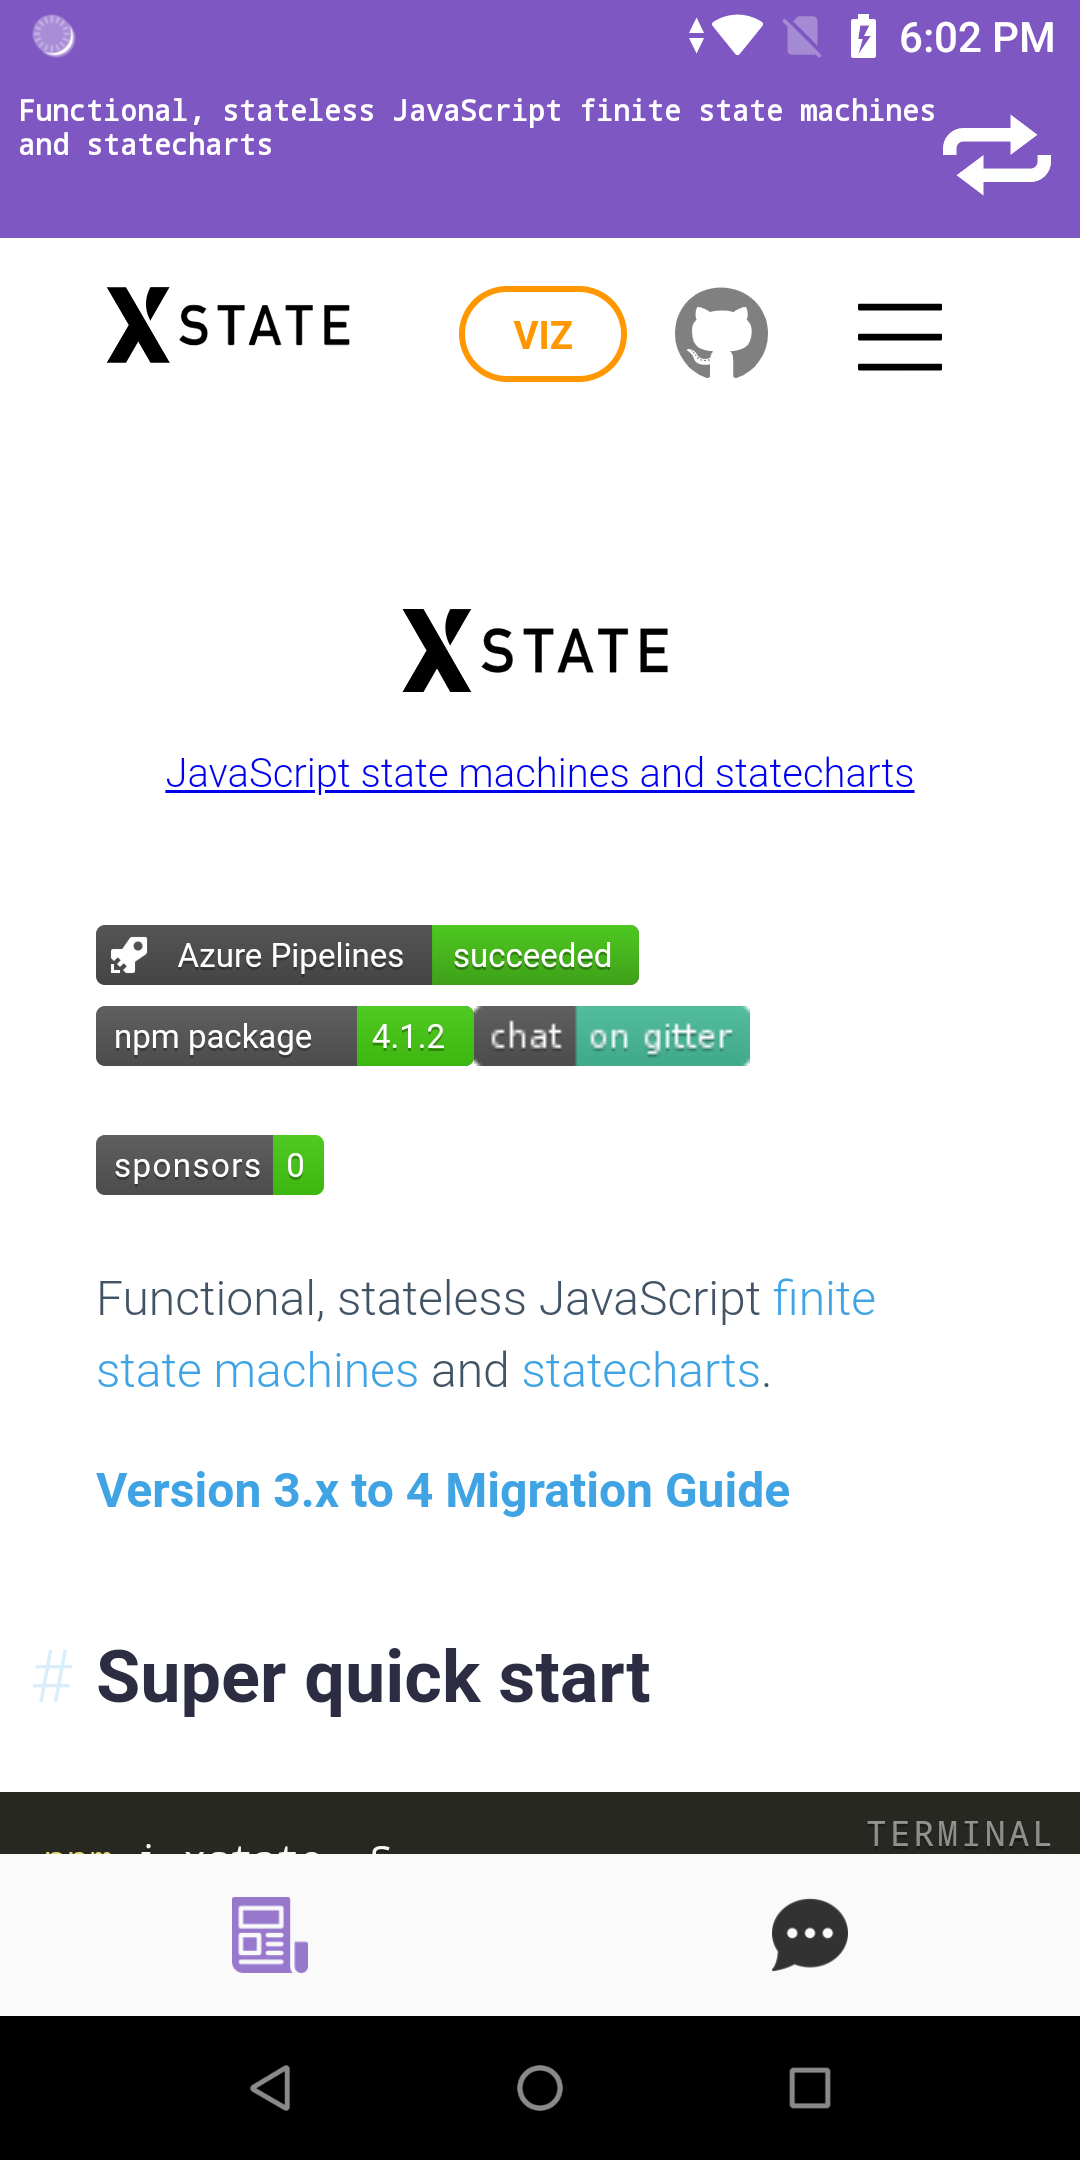 6:02 PM
Functional, stateless JavaScript finite state machines
and statecharts
XSTATE
VIZ
XSTATE
JavaScript state machines and statecharts
Azure Pipelines succeeded
npm package 4.1.2 chat on gitter
sponsors 0
Functional, stateless JavaScript finite
state machines and statecharts.
Version 3.x to 4 Migration Guide
# Super quick start
TERMINAL
npm i xstate -S